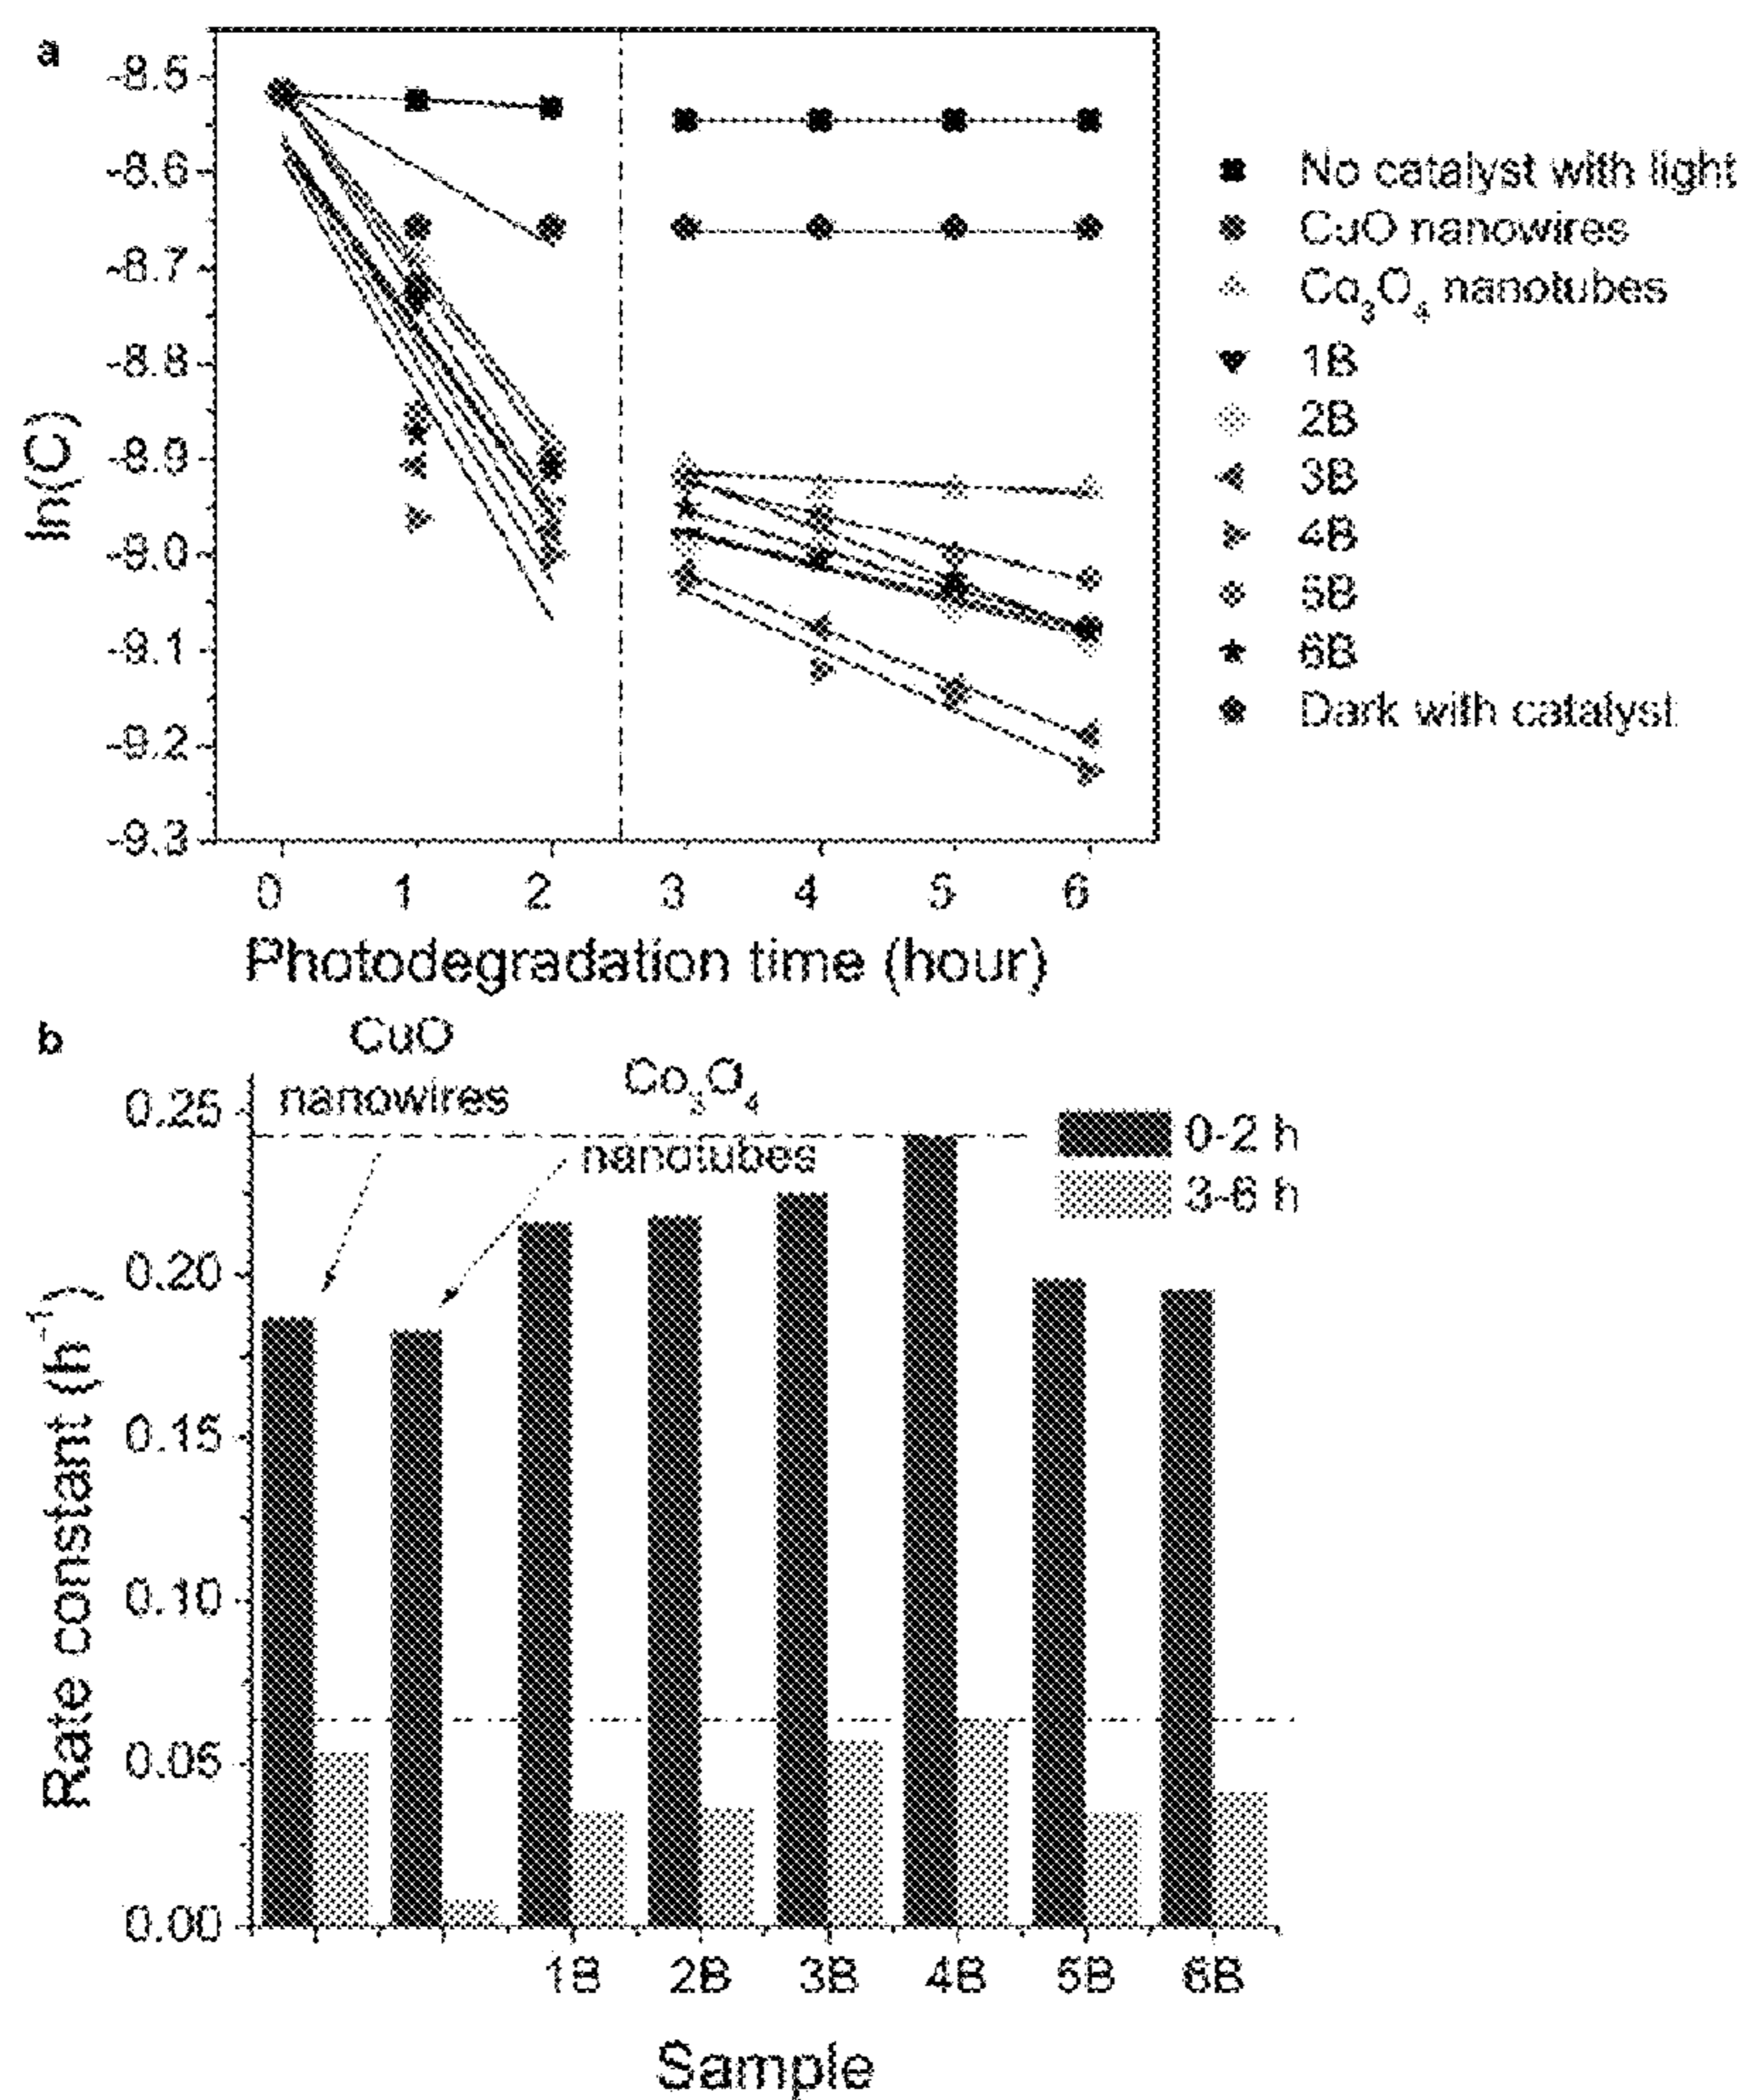 a
-8.5
-8.6
-8.7
-8.8
-8.9
-9.0
-9.1
-9.2
-9.3
ln(C)
0 1 2 3 4 5 6
Photodegradation time (hour)
No catalyst with light
CuO nanowires
Co₃O₄ nanotubes
1B
2B
3B
4B
5B
6B
Dark with catalyst
b
CuO
nanowires
Co₃O₄
nanotubes
0-2 h
3-6 h
0.25
0.20
0.15
0.10
0.05
0.00
Rate constant (h⁻¹)
1B 2B 3B 4B 5B 6B
Sample